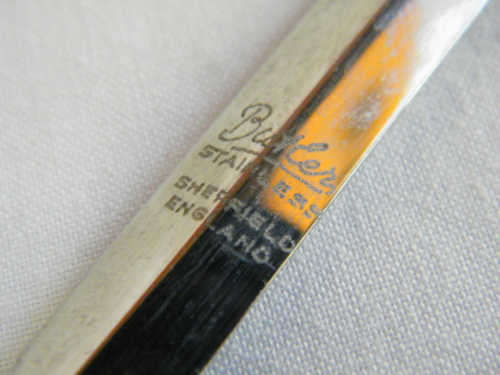 Butler
STAINLESS
SHEFFIELD
ENGLAND